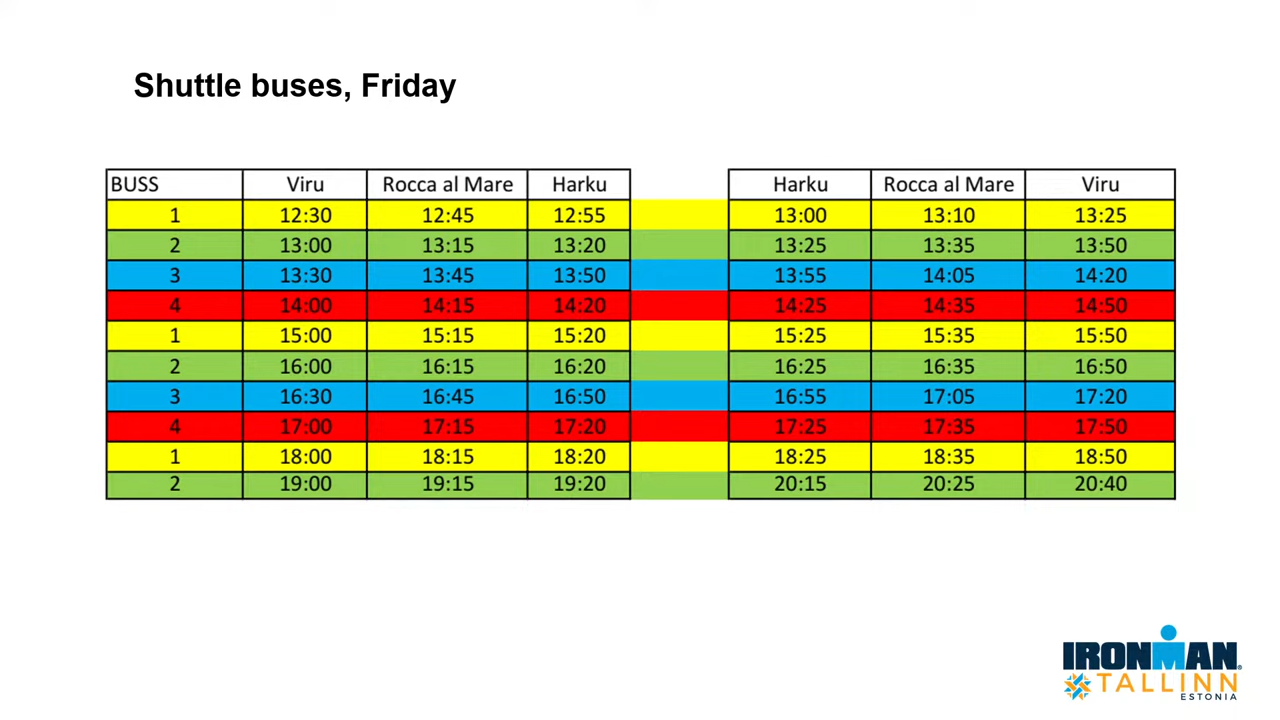 Shuttle buses, Friday
BUSS Viru Rocca al Mare Harku Harku Rocca al Mare Viru
1 12:30 12:45 12:55 13:00 13:10 13:25
2 13:00 13:15 13:20 13:25 13:35 13:50
3 13:30 13:45 13:50 13:55 14:05 14:20
4 14:00 14:15 14:20 14:25 14:35 14:50
1 15:00 15:15 15:20 15:25 15:35 15:50
2 16:00 16:15 16:20 16:25 16:35 16:50
3 16:30 16:45 16:50 16:55 17:05 17:20
4 17:00 17:15 17:20 17:25 17:35 17:50
1 18:00 18:15 18:20 18:25 18:35 18:50
2 19:00 19:15 19:20 20:15 20:25 20:40
IRONMAN®
TALLINN
ESTONIA